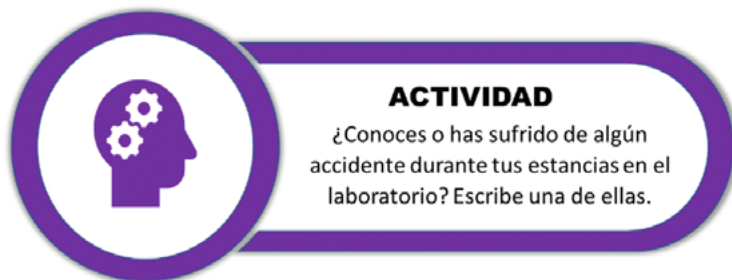 ACTIVIDAD
¿Conoces o has sufrido de algún
accidente durante tus estancias en el
laboratorio? Escribe una de ellas.